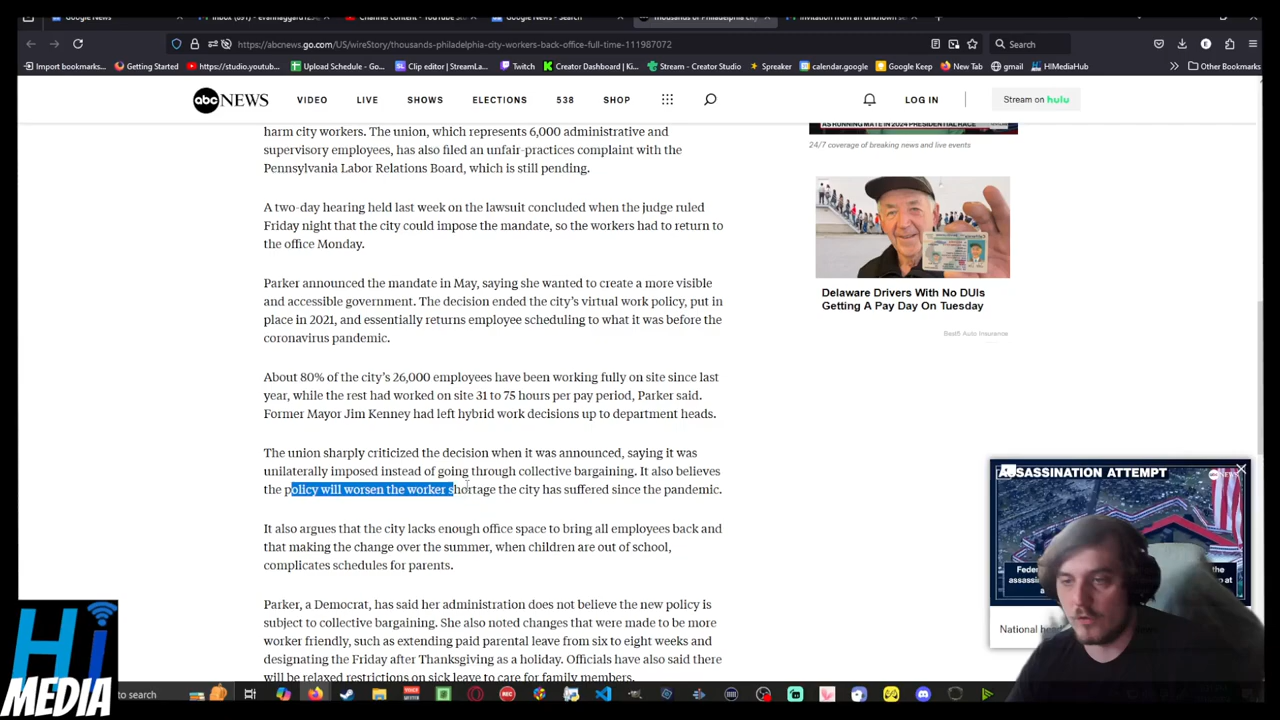 Channel content - YouTube
Google News - Search
Thousands of Philadelphia
Invitation from an unknown
https://abcnews.go.com/US/wireStory/thousands-philadelphia-city-workers-back-office-full-time-111987072
Search
Import bookmarks...
Getting Started
https://studio.youtub...
Upload Schedule - Go...
Clip editor | StreamLa...
Twitch
Creator Dashboard | Ki...
Stream - Creator Studio
Spreaker
calendar.google
Google Keep
New Tab
gmail
HIMediaHub
Other Bookmarks
abc NEWS
VIDEO
LIVE
SHOWS
ELECTIONS
538
SHOP
LOG IN
Stream on hulu
harm city workers. The union, which represents 6,000 administrative and
supervisory employees, has also filed an unfair-practices complaint with the
Pennsylvania Labor Relations Board, which is still pending.
A two-day hearing held last week on the lawsuit concluded when the judge ruled
Friday night that the city could impose the mandate, so the workers had to return to
the office Monday.
Parker announced the mandate in May, saying she wanted to create a more visible
and accessible government. The decision ended the city's virtual work policy, put in
place in 2021, and essentially returns employee scheduling to what it was before the
coronavirus pandemic.
About 80% of the city's 26,000 employees have been working fully on site since last
year, while the rest had worked on site 31 to 75 hours per pay period, Parker said.
Former Mayor Jim Kenney had left hybrid work decisions up to department heads.
The union sharply criticized the decision when it was announced, saying it was
unilaterally imposed instead of going through collective bargaining. It also believes
the policy will worsen the worker shortage the city has suffered since the pandemic.
It also argues that the city lacks enough office space to bring all employees back and
that making the change over the summer, when children are out of school,
complicates schedules for parents.
Parker, a Democrat, has said her administration does not believe the new policy is
subject to collective bargaining. She also noted changes that were made to be more
worker friendly, such as extending paid parental leave from six to eight weeks and
designating the Friday after Thanksgiving as a holiday. Officials have also said there
will be relaxed restrictions on sick leave to care for family members.
AS RUNNING MATE IN 2024 PRESIDENTIAL RACE
24/7 coverage of breaking news and live events
Delaware Drivers With No DUIs
Getting A Pay Day On Tuesday
Best5 Auto Insurance
ASSASSINATION ATTEMPT
abc NEWS
National
Hi
MEDIA
to search